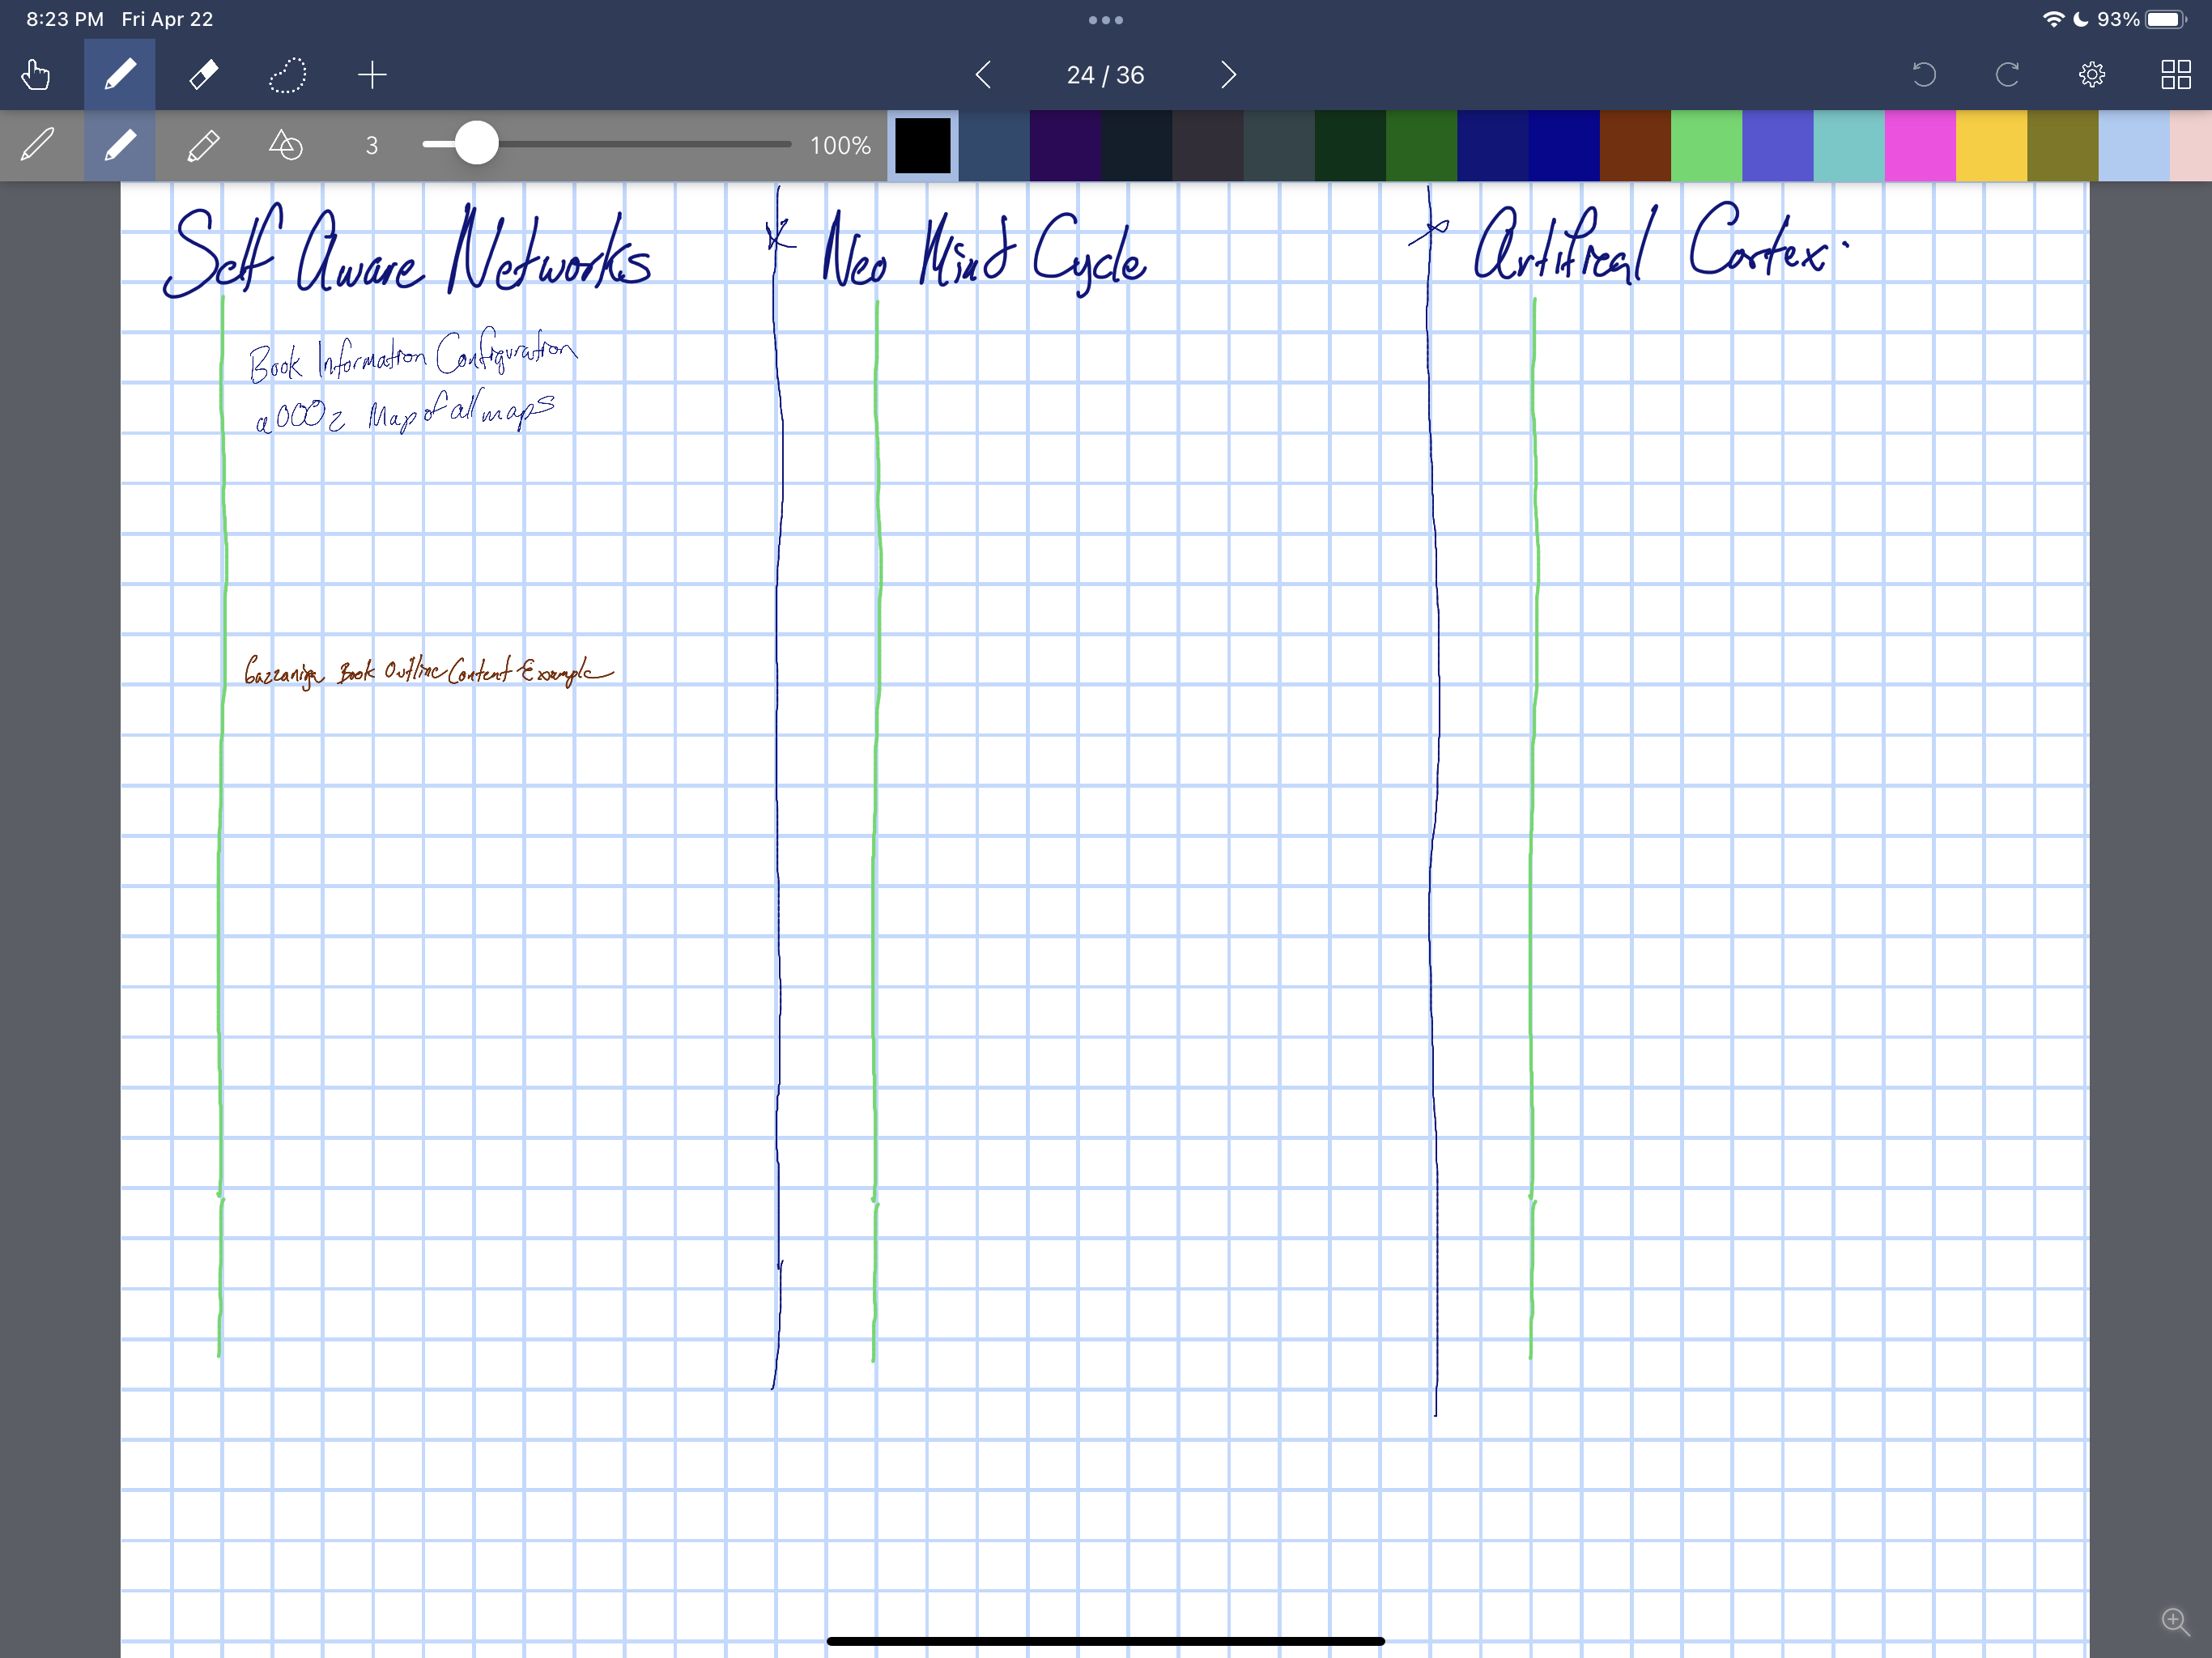 8:23 PM Fri Apr 22
93%
24 / 36
3
100%
Self Aware Networks
Neo Mind Cycle
Artifical Cortex
Book Information Configuration
a000z Map of all maps
Gazzaniga Book Outline Content Example